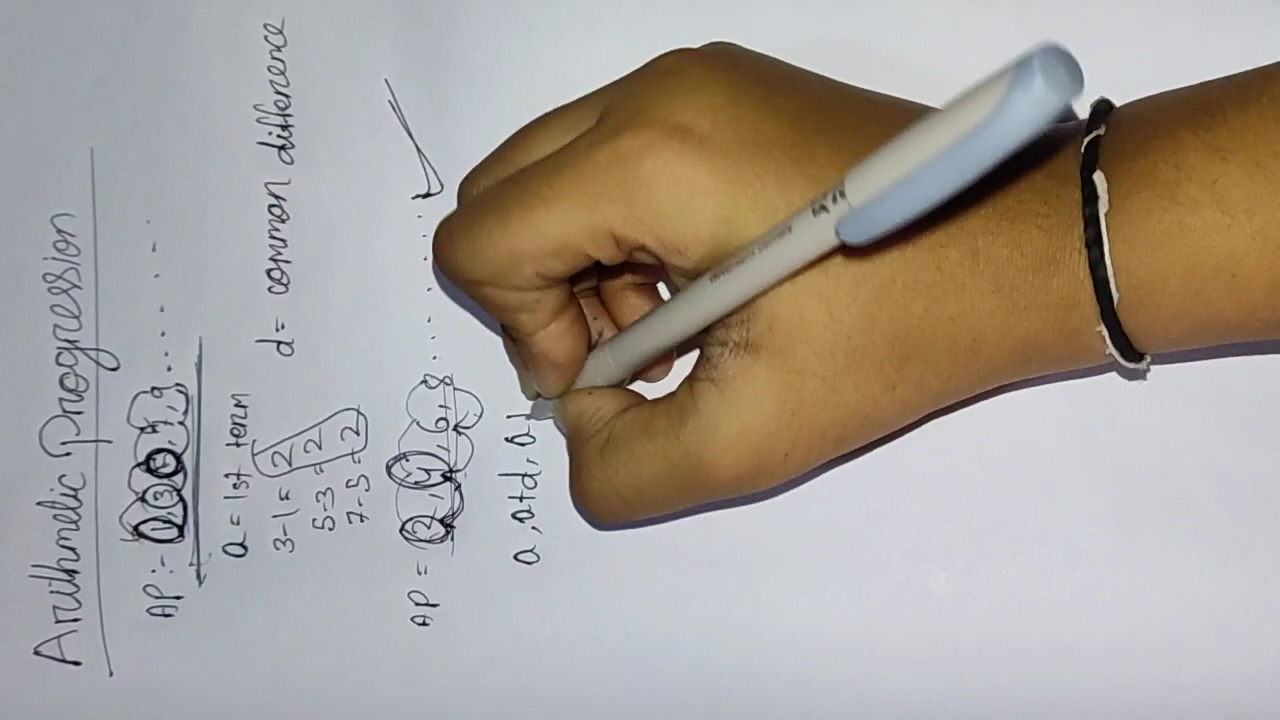 Arithmetic Progression
AP :- 1, 3, 5, 7, 9 . . . . . .
a = 1st term
3-1 = 2
5-3 = 2
7-5 = 2
d = common difference
AP = 2, 4, 6, 8 . . . . . .
a, a+d, a+